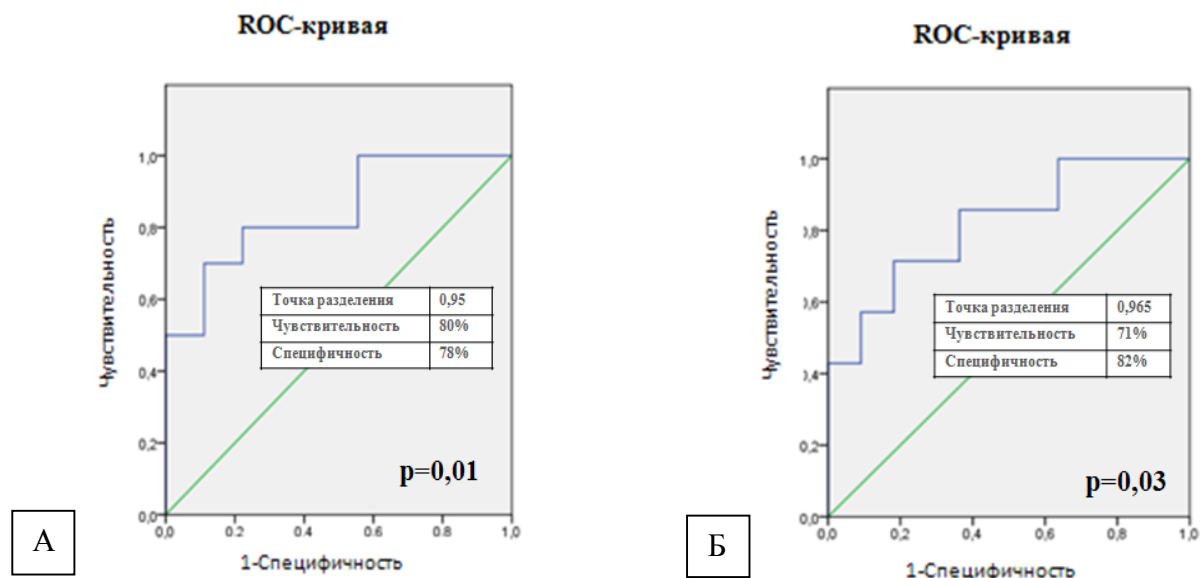 ROC-кривая
Чувствительность
1,0
0,8
0,6
0,4
0,2
0,0
Точка разделения 0,95
Чувствительность 80%
Специфичность 78%
p=0,01
0,0 0,2 0,4 0,6 0,8 1,0
1-Специфичность
А
ROC-кривая
Чувствительность
1,0
0,8
0,6
0,4
0,2
0,0
Точка разделения 0,965
Чувствительность 71%
Специфичность 82%
p=0,03
0,0 0,2 0,4 0,6 0,8 1,0
1-Специфичность
Б